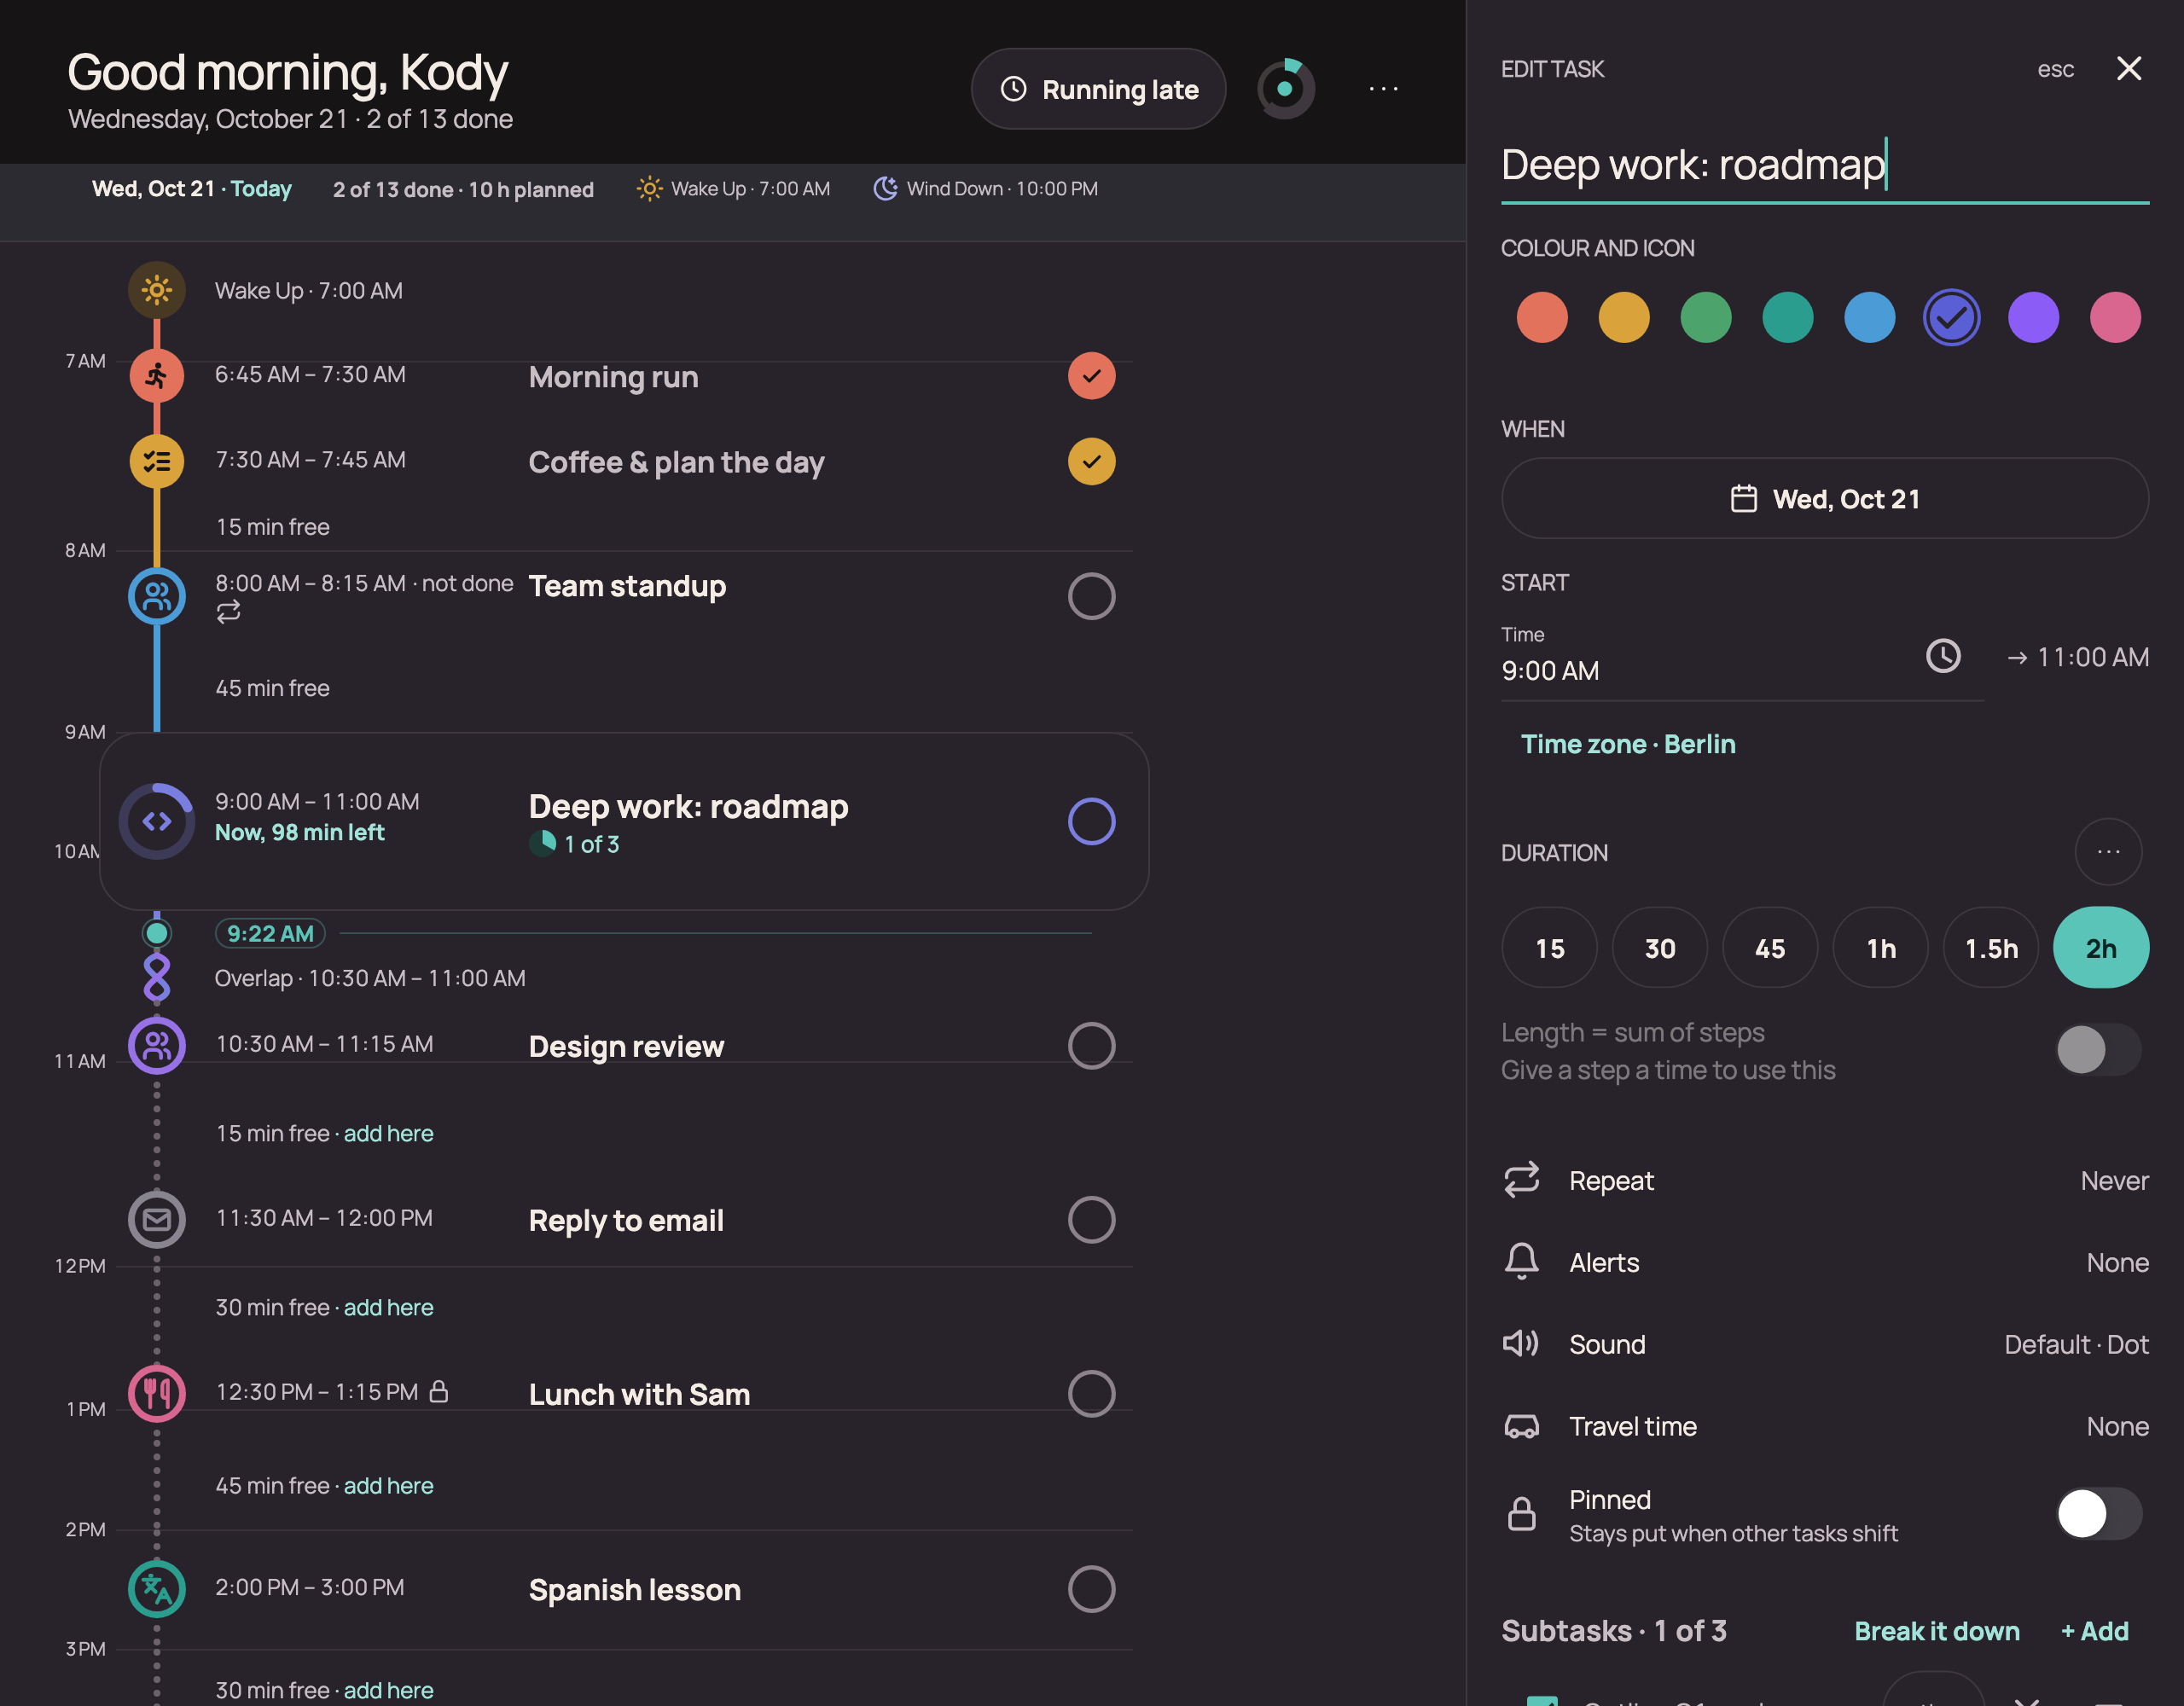 Good morning, Kody
Wednesday, October 21 · 2 of 13 done
Running late
Wed, Oct 21 · Today
2 of 13 done · 10 h planned
Wake Up · 7:00 AM
Wind Down · 10:00 PM
Wake Up · 7:00 AM
7 AM
6:45 AM – 7:30 AM
Morning run
7:30 AM – 7:45 AM
Coffee & plan the day
15 min free
8 AM
8:00 AM – 8:15 AM · not done
Team standup
45 min free
9 AM
9:00 AM – 11:00 AM
Deep work: roadmap
Now, 98 min left
1 of 3
10 AM
9:22 AM
Overlap · 10:30 AM – 11:00 AM
10:30 AM – 11:15 AM
Design review
11 AM
15 min free · add here
11:30 AM – 12:00 PM
Reply to email
12 PM
30 min free · add here
12:30 PM – 1:15 PM
Lunch with Sam
1 PM
45 min free · add here
2 PM
2:00 PM – 3:00 PM
Spanish lesson
3 PM
30 min free · add here
EDIT TASK
esc
Deep work: roadmap
COLOUR AND ICON
WHEN
Wed, Oct 21
START
Time
9:00 AM
→ 11:00 AM
Time zone · Berlin
DURATION
15
30
45
1h
1.5h
2h
Length = sum of steps
Give a step a time to use this
Repeat
Never
Alerts
None
Sound
Default · Dot
Travel time
None
Pinned
Stays put when other tasks shift
Subtasks · 1 of 3
Break it down
+ Add